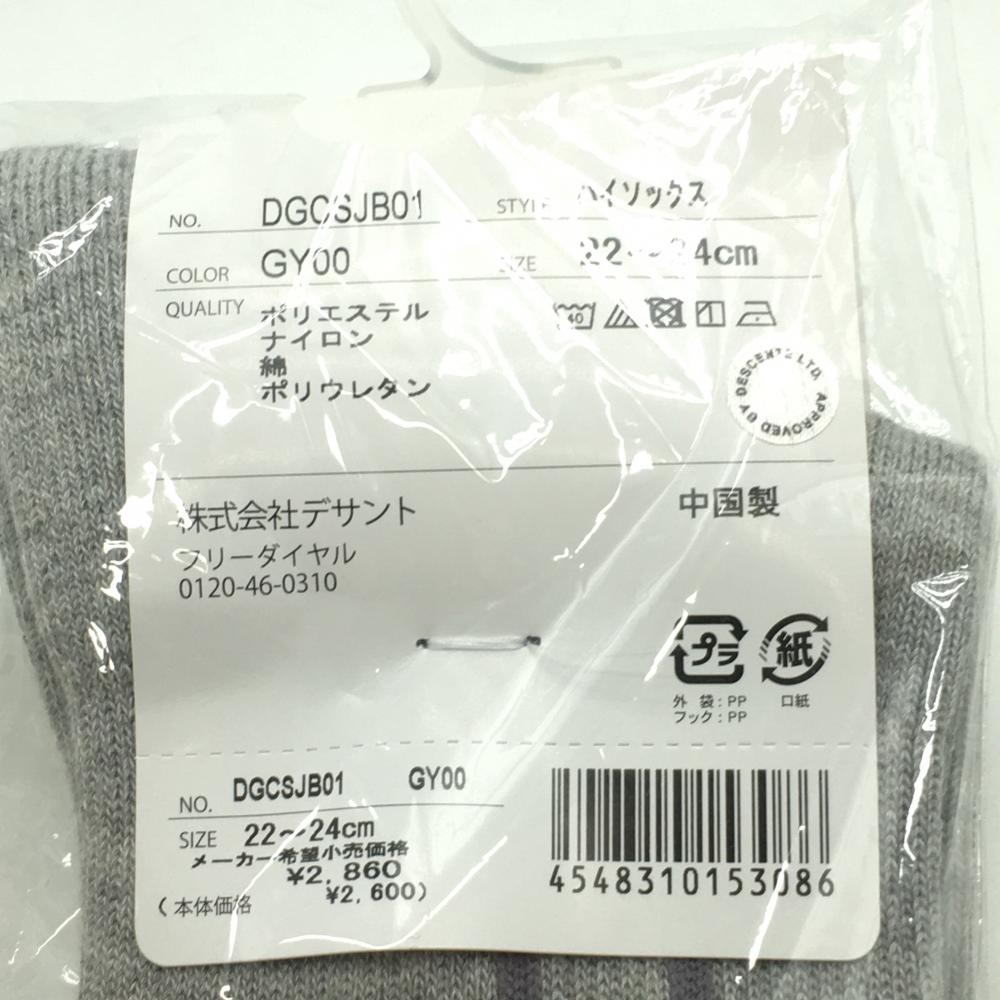 NO. DGCSJB01 STYLE ハイソックス
COLOR GY00 SIZE 22～24cm
QUALITY ポリエステル
ナイロン
綿
ポリウレタン
40
DESCENTE LTD. APPROVED BY
株式会社デサント
中国製
フリーダイヤル
0120-46-0310
プラ 紙
外 袋：PP 口紙
フック：PP
NO. DGCSJB01 GY00
SIZE 22～24cm
メーカー希望小売価格
¥2,860
(本体価格 ¥2,600)
4548310153086